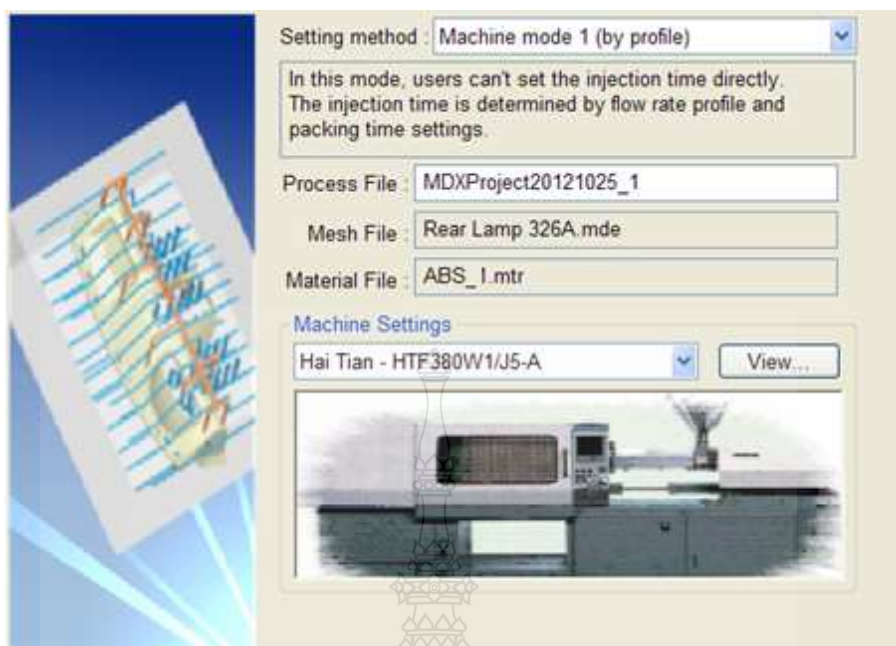 Setting method : Machine mode 1 (by profile)
In this mode, users can't set the injection time directly.
The injection time is determined by flow rate profile and
packing time settings.
Process File : MDXProject20121025_1
Mesh File : Rear Lamp 326A.mde
Material File : ABS_1.mtr
Machine Settings
Hai Tian - HTF380W1/J5-A View...